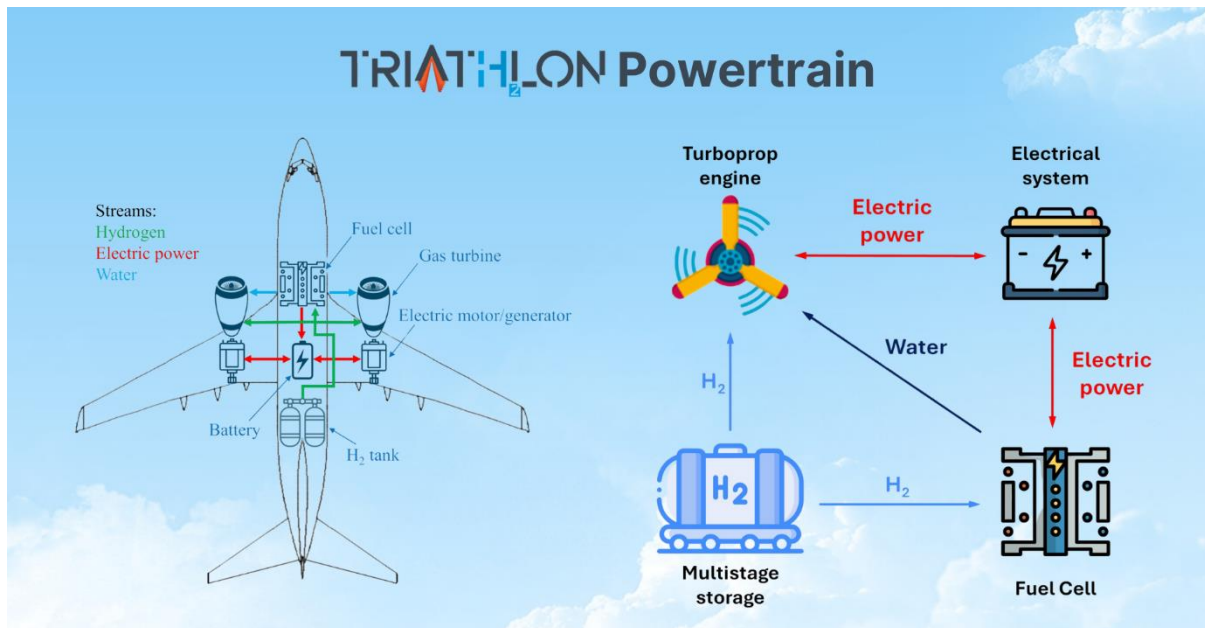 TRIATH2LON Powertrain
Streams:
Hydrogen
Electric power
Water
Fuel cell
Gas turbine
Electric motor/generator
Battery
H₂ tank
Turboprop
engine
Electrical
system
Electric
power
- +
Water
Electric
power
H₂
H₂
H2
Multistage
storage
Fuel Cell